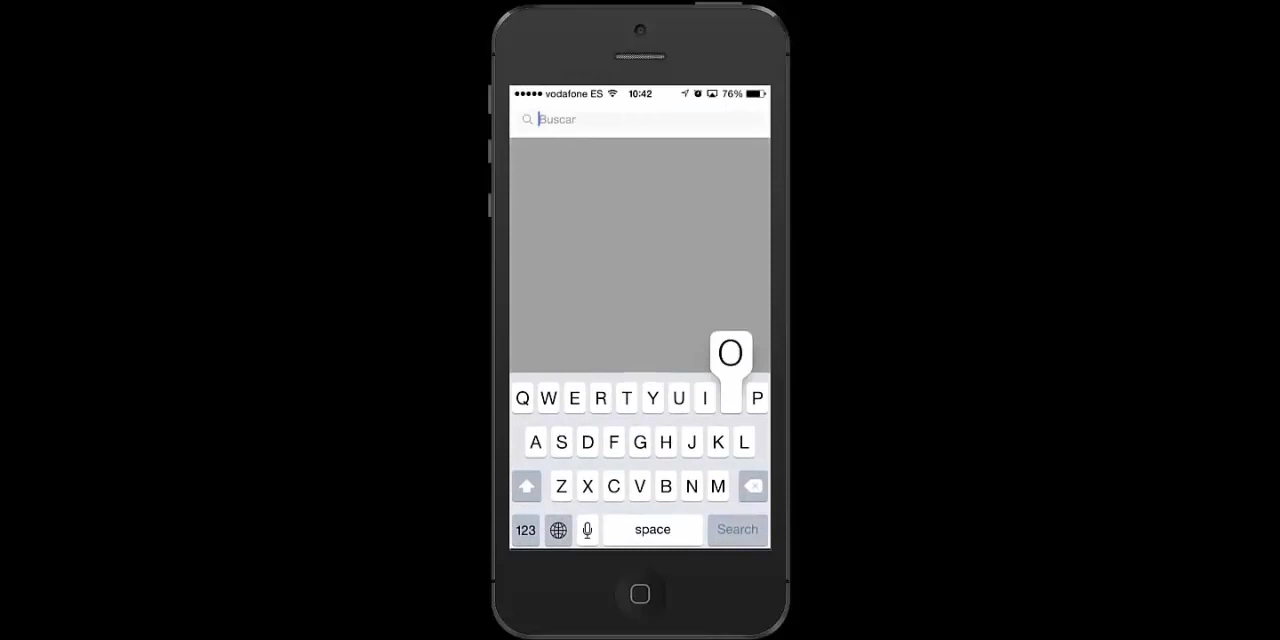 vodafone ES 10:42 76%
Buscar
O
Q W E R T Y U I P
A S D F G H J K L
Z X C V B N M
123 space Search